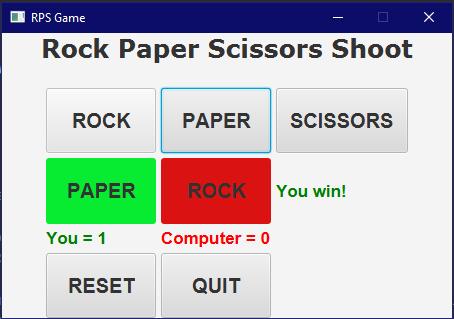 RPS Game
Rock Paper Scissors Shoot
ROCK PAPER SCISSORS
PAPER ROCK You win!
You = 1 Computer = 0
RESET QUIT